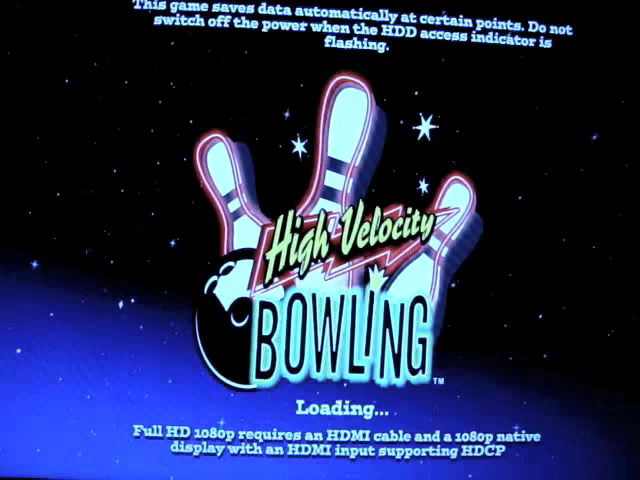 This game saves data automatically at certain points. Do not
switch off the power when the HDD access indicator is
flashing.
High Velocity
BOWLING™
Loading...
Full HD 1080p requires an HDMI cable and a 1080p native
display with an HDMI input supporting HDCP